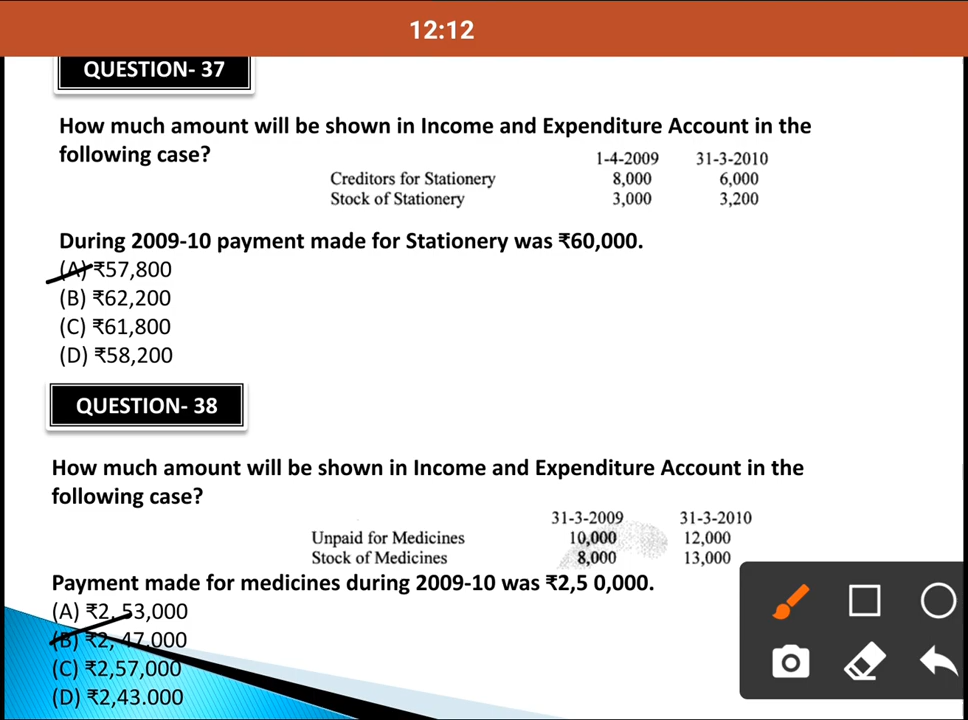 12:12
QUESTION- 37
How much amount will be shown in Income and Expenditure Account in the
following case?
1-4-2009 31-3-2010
Creditors for Stationery 8,000 6,000
Stock of Stationery 3,000 3,200
During 2009-10 payment made for Stationery was ₹60,000.
(A) ₹57,800
(B) ₹62,200
(C) ₹61,800
(D) ₹58,200
QUESTION- 38
How much amount will be shown in Income and Expenditure Account in the
following case?
31-3-2009 31-3-2010
Unpaid for Medicines 10,000 12,000
Stock of Medicines 8,000 13,000
Payment made for medicines during 2009-10 was ₹2,5 0,000.
(A) ₹2, 53,000
(B) ₹2, 47.000
(C) ₹2,57,000
(D) ₹2,43.000